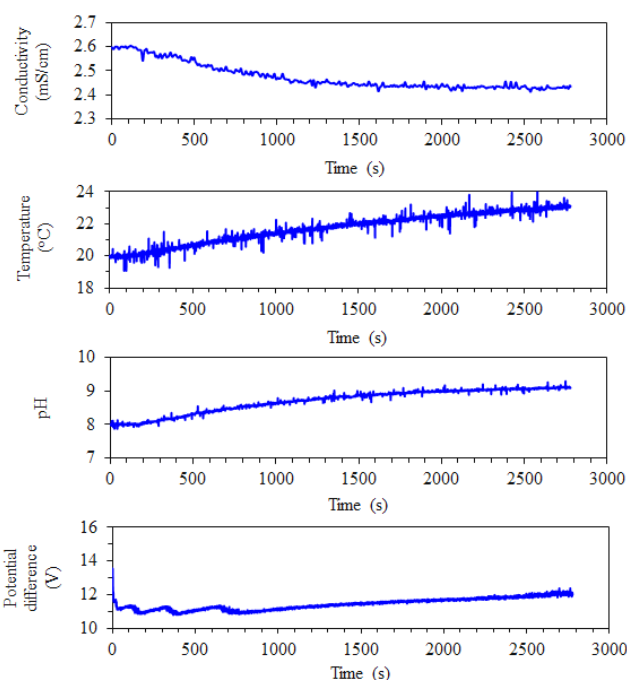 2.7
2.6
2.5
2.4
2.3
Conductivity
(mS/cm)
0 500 1000 1500 2000 2500 3000
Time (s)
24
22
20
18
Temperature
(°C)
0 500 1000 1500 2000 2500 3000
Time (s)
10
9
8
7
pH
0 500 1000 1500 2000 2500 3000
Time (s)
16
14
12
10
Potential
difference
(V)
0 500 1000 1500 2000 2500 3000
Time (s)